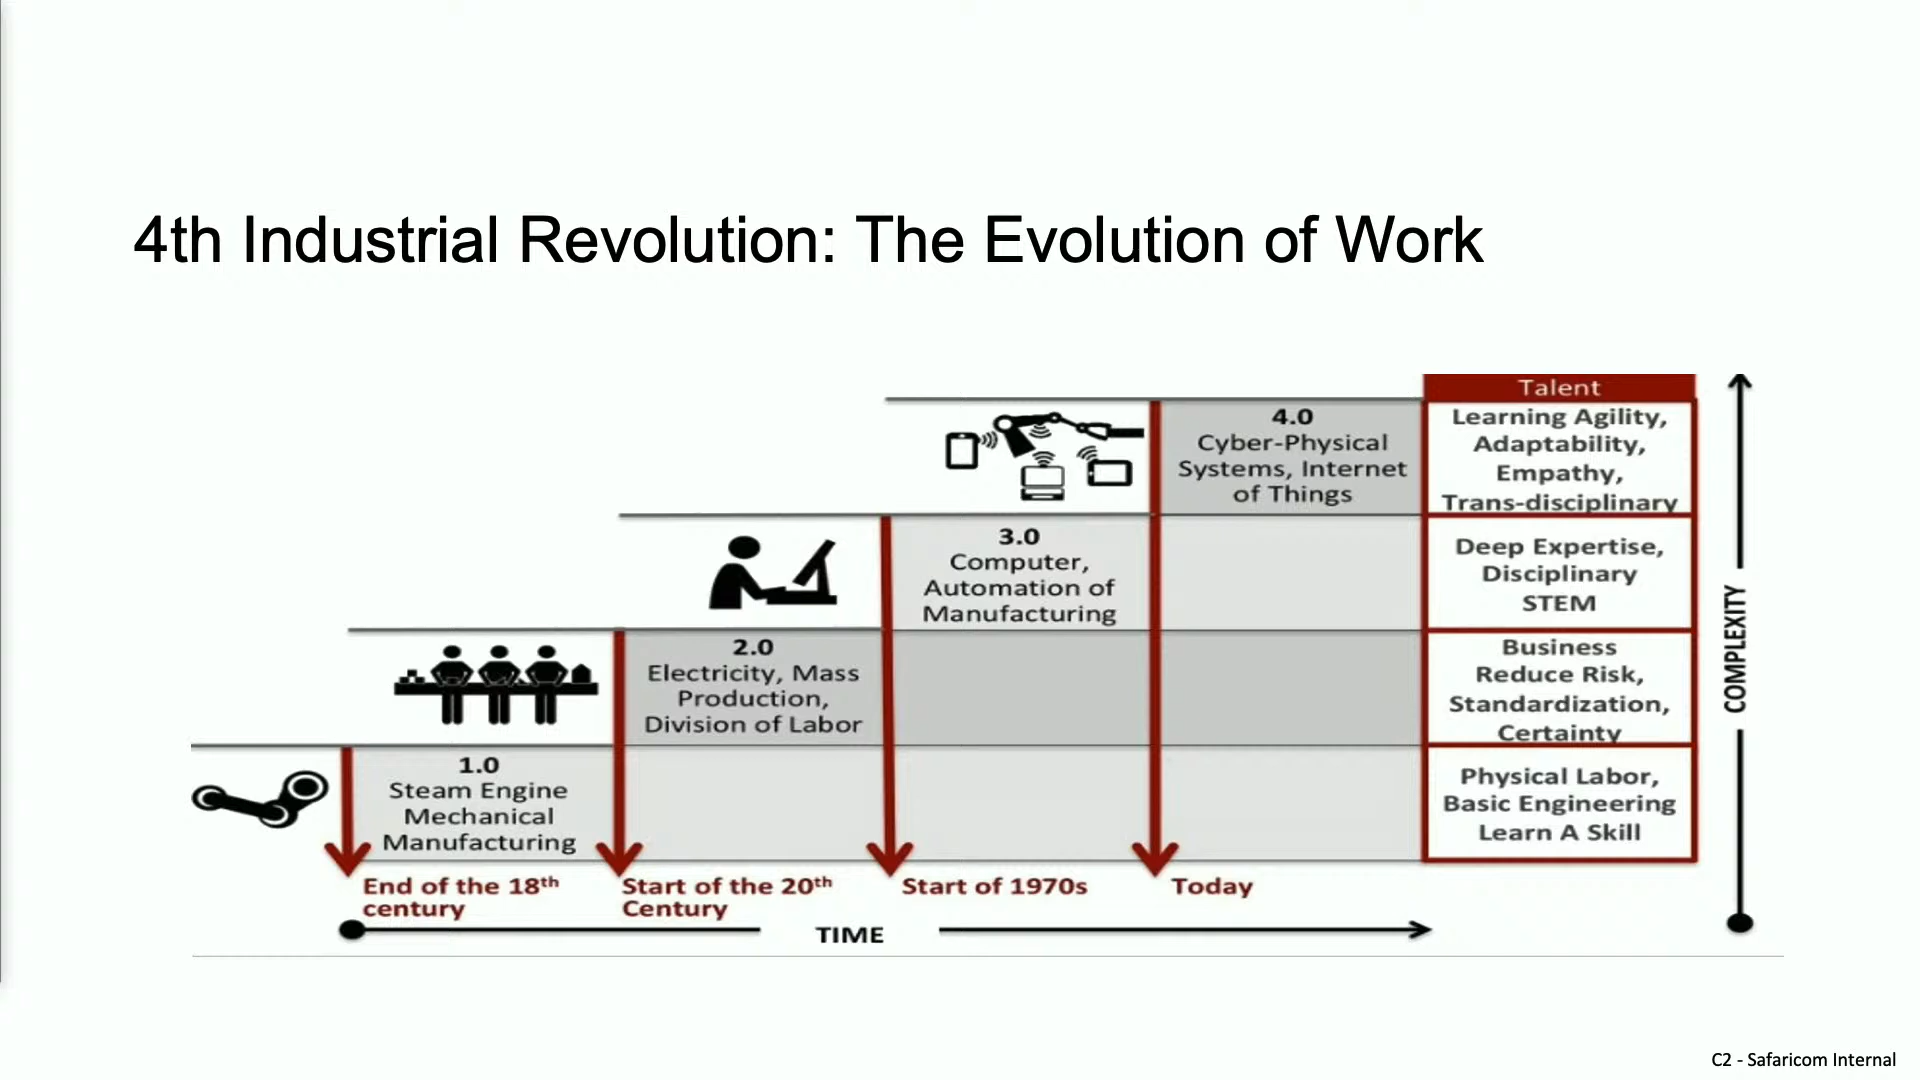 4th Industrial Revolution: The Evolution of Work
Talent
4.0
Cyber-Physical
Systems, Internet
of Things
Learning Agility,
Adaptability,
Empathy,
Trans-disciplinary
3.0
Computer,
Automation of
Manufacturing
Deep Expertise,
Disciplinary
STEM
2.0
Electricity, Mass
Production,
Division of Labor
Business
Reduce Risk,
Standardization,
Certainty
1.0
Steam Engine
Mechanical
Manufacturing
Physical Labor,
Basic Engineering
Learn A Skill
COMPLEXITY
End of the 18th
century
Start of the 20th
Century
Start of 1970s
Today
TIME
C2 - Safaricom Internal